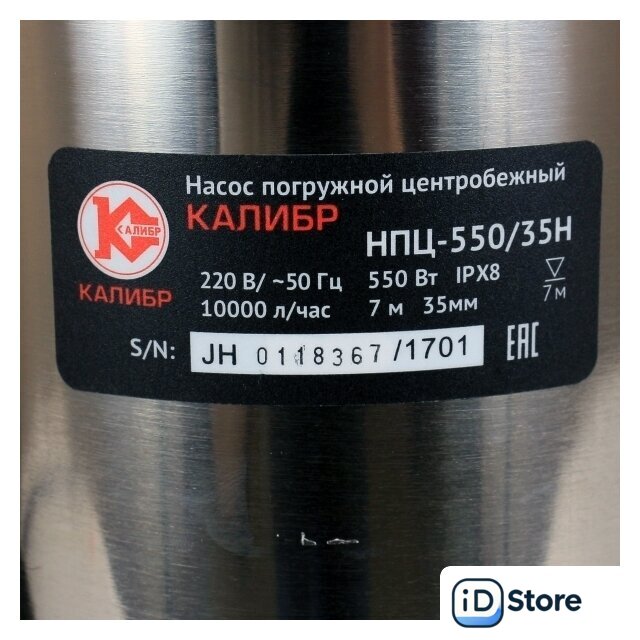 Насос погружной центробежный
КАЛИБР
КАЛИБР
КАЛИБР
НПЦ-550/35Н
220 В/ ~50 Гц 550 Вт IPX8
10000 л/час 7 м 35мм
7м
S/N: JH 0118367/1701 EAC
iD Store